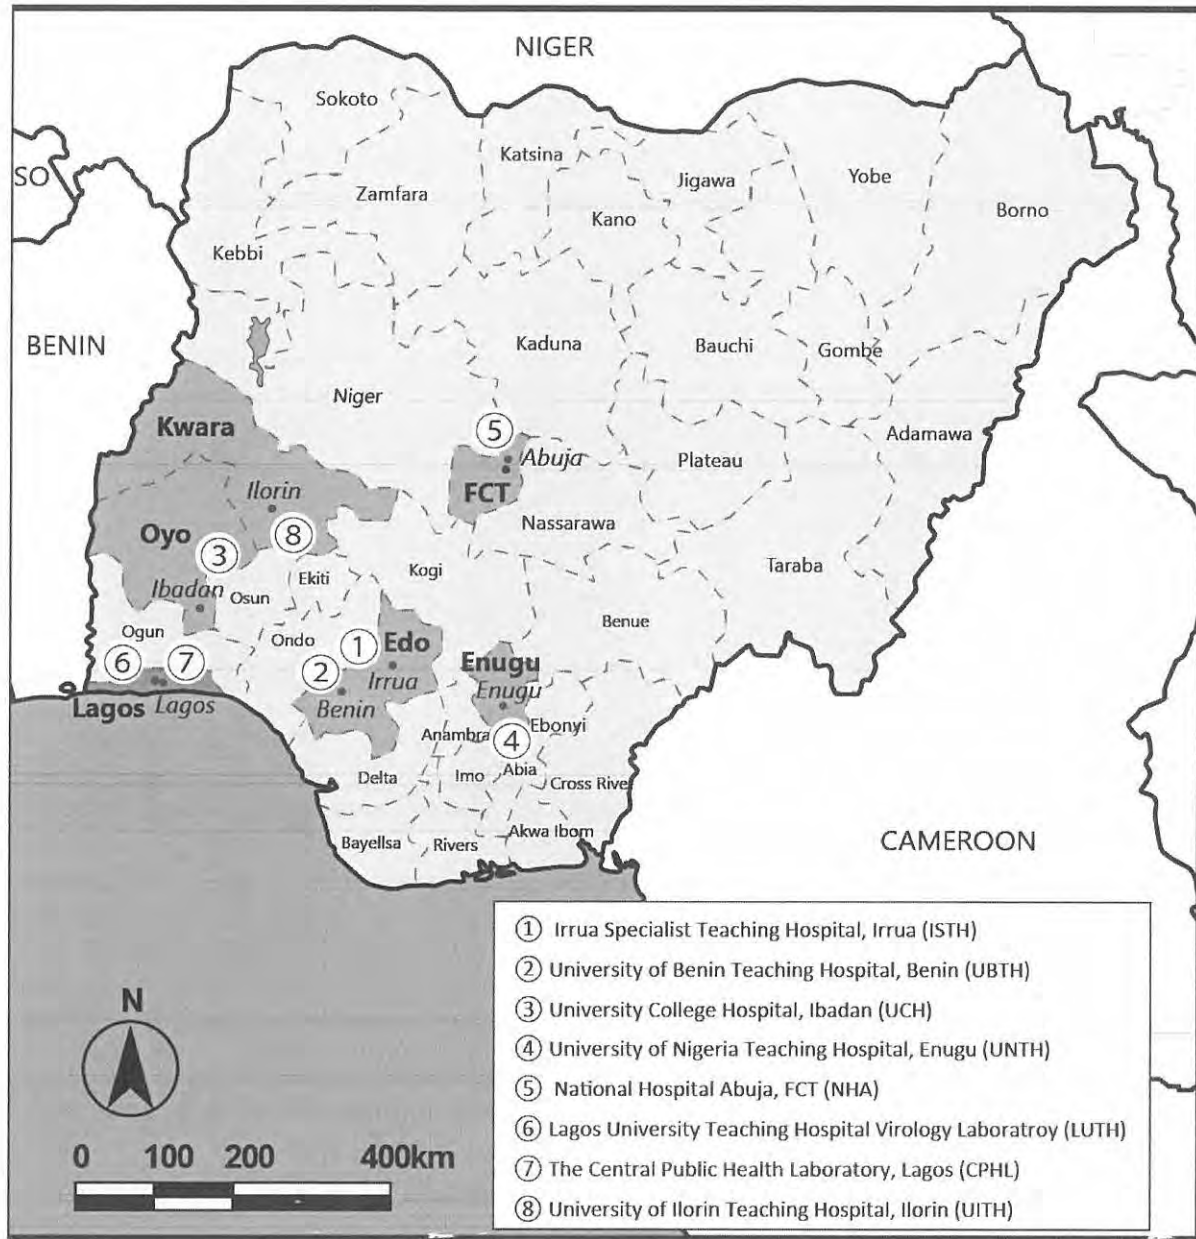 NIGER
Sokoto
Katsina
Jigawa
Yobe
Zamfara
Kano
Borno
SO
Kebbi
BENIN
Kaduna
Bauchi
Gombe
Niger
Kwara
5
Abuja
Adamawa
Plateau
FCT
Ilorin
Nassarawa
Oyo
3
8
Kogi
Ekiti
Taraba
Ibadan
Osun
Benue
Ogun
Ondo
1
Edo
6
7
2
Irrua
Enugu
Enugu
Lagos
Lagos
Benin
Anambra
4
Ebonyi
Delta
Imo
Abia
Cross Rive
Bayellsa
Rivers
Akwa Ibom
CAMEROON
1 Irrua Specialist Teaching Hospital, Irrua (ISTH)
2 University of Benin Teaching Hospital, Benin (UBTH)
3 University College Hospital, Ibadan (UCH)
4 University of Nigeria Teaching Hospital, Enugu (UNTH)
5 National Hospital Abuja, FCT (NHA)
6 Lagos University Teaching Hospital Virology Laboratroy (LUTH)
7 The Central Public Health Laboratory, Lagos (CPHL)
8 University of Ilorin Teaching Hospital, Ilorin (UITH)
N
0 100 200 400km